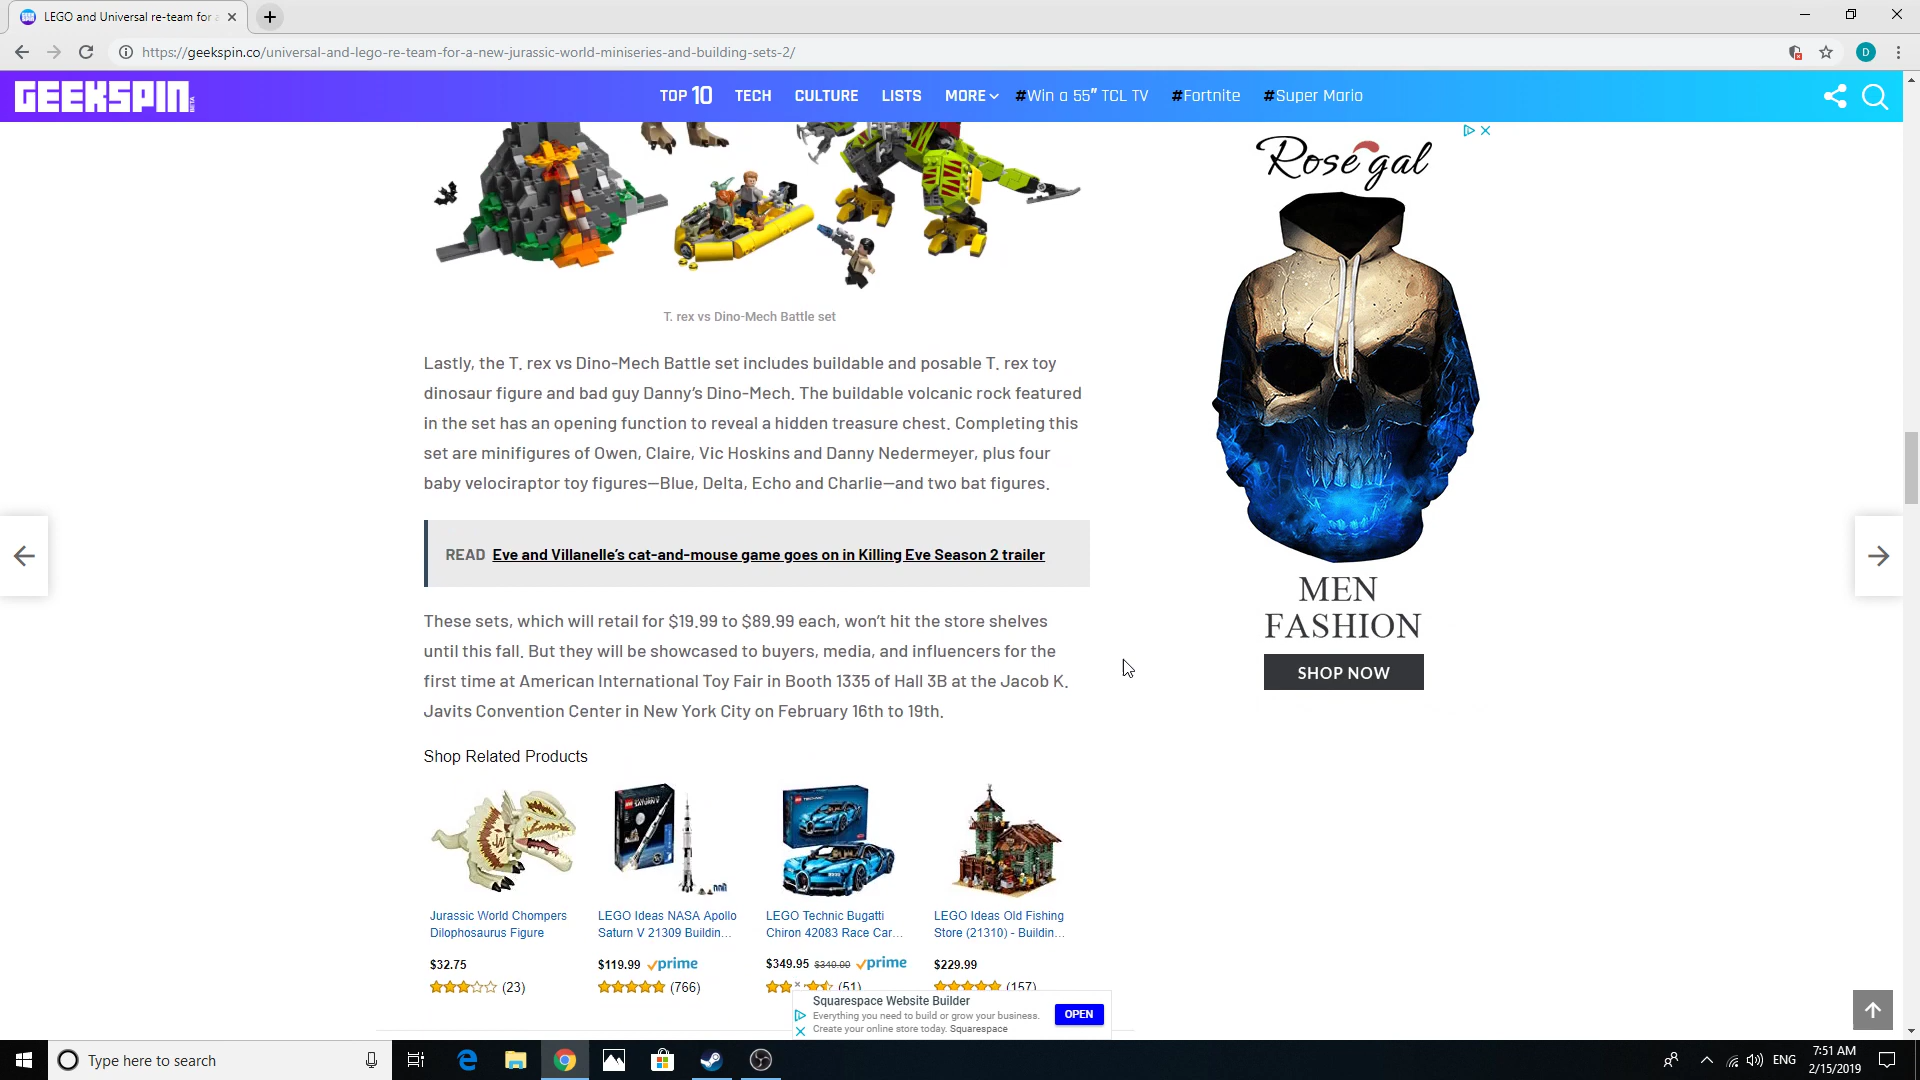 LEGO and Universal re-team for a
https://geekspin.co/universal-and-lego-re-team-for-a-new-jurassic-world-miniseries-and-building-sets-2/
D
GEEKSPIN BETA
TOP 10 TECH CULTURE LISTS MORE #Win a 55″ TCL TV #Fortnite #Super Mario
T. rex vs Dino-Mech Battle set
Lastly, the T. rex vs Dino-Mech Battle set includes buildable and posable T. rex toy
dinosaur figure and bad guy Danny’s Dino-Mech. The buildable volcanic rock featured
in the set has an opening function to reveal a hidden treasure chest. Completing this
set are minifigures of Owen, Claire, Vic Hoskins and Danny Nedermeyer, plus four
baby velociraptor toy figures—Blue, Delta, Echo and Charlie—and two bat figures.
READ Eve and Villanelle’s cat-and-mouse game goes on in Killing Eve Season 2 trailer
These sets, which will retail for $19.99 to $89.99 each, won’t hit the store shelves
until this fall. But they will be showcased to buyers, media, and influencers for the
first time at American International Toy Fair in Booth 1335 of Hall 3B at the Jacob K.
Javits Convention Center in New York City on February 16th to 19th.
Shop Related Products
Jurassic World Chompers
Dilophosaurus Figure
$32.75
(23)
LEGO Ideas NASA Apollo
Saturn V 21309 Buildin...
$119.99 prime
(766)
LEGO Technic Bugatti
Chiron 42083 Race Car...
$349.95 $349.99 prime
(51)
LEGO Ideas Old Fishing
Store (21310) - Buildin...
$229.99
(157)
Rosegal
MEN
FASHION
SHOP NOW
Squarespace Website Builder
Everything you need to build or grow your business.
Create your online store today. Squarespace
OPEN
Type here to search
ENG
7:51 AM
2/15/2019